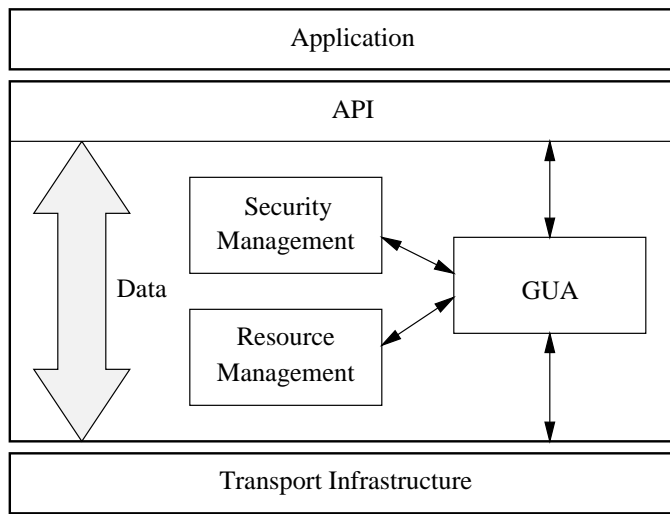 Application
API
Security
Management
Data
GUA
Resource
Management
Transport Infrastructure